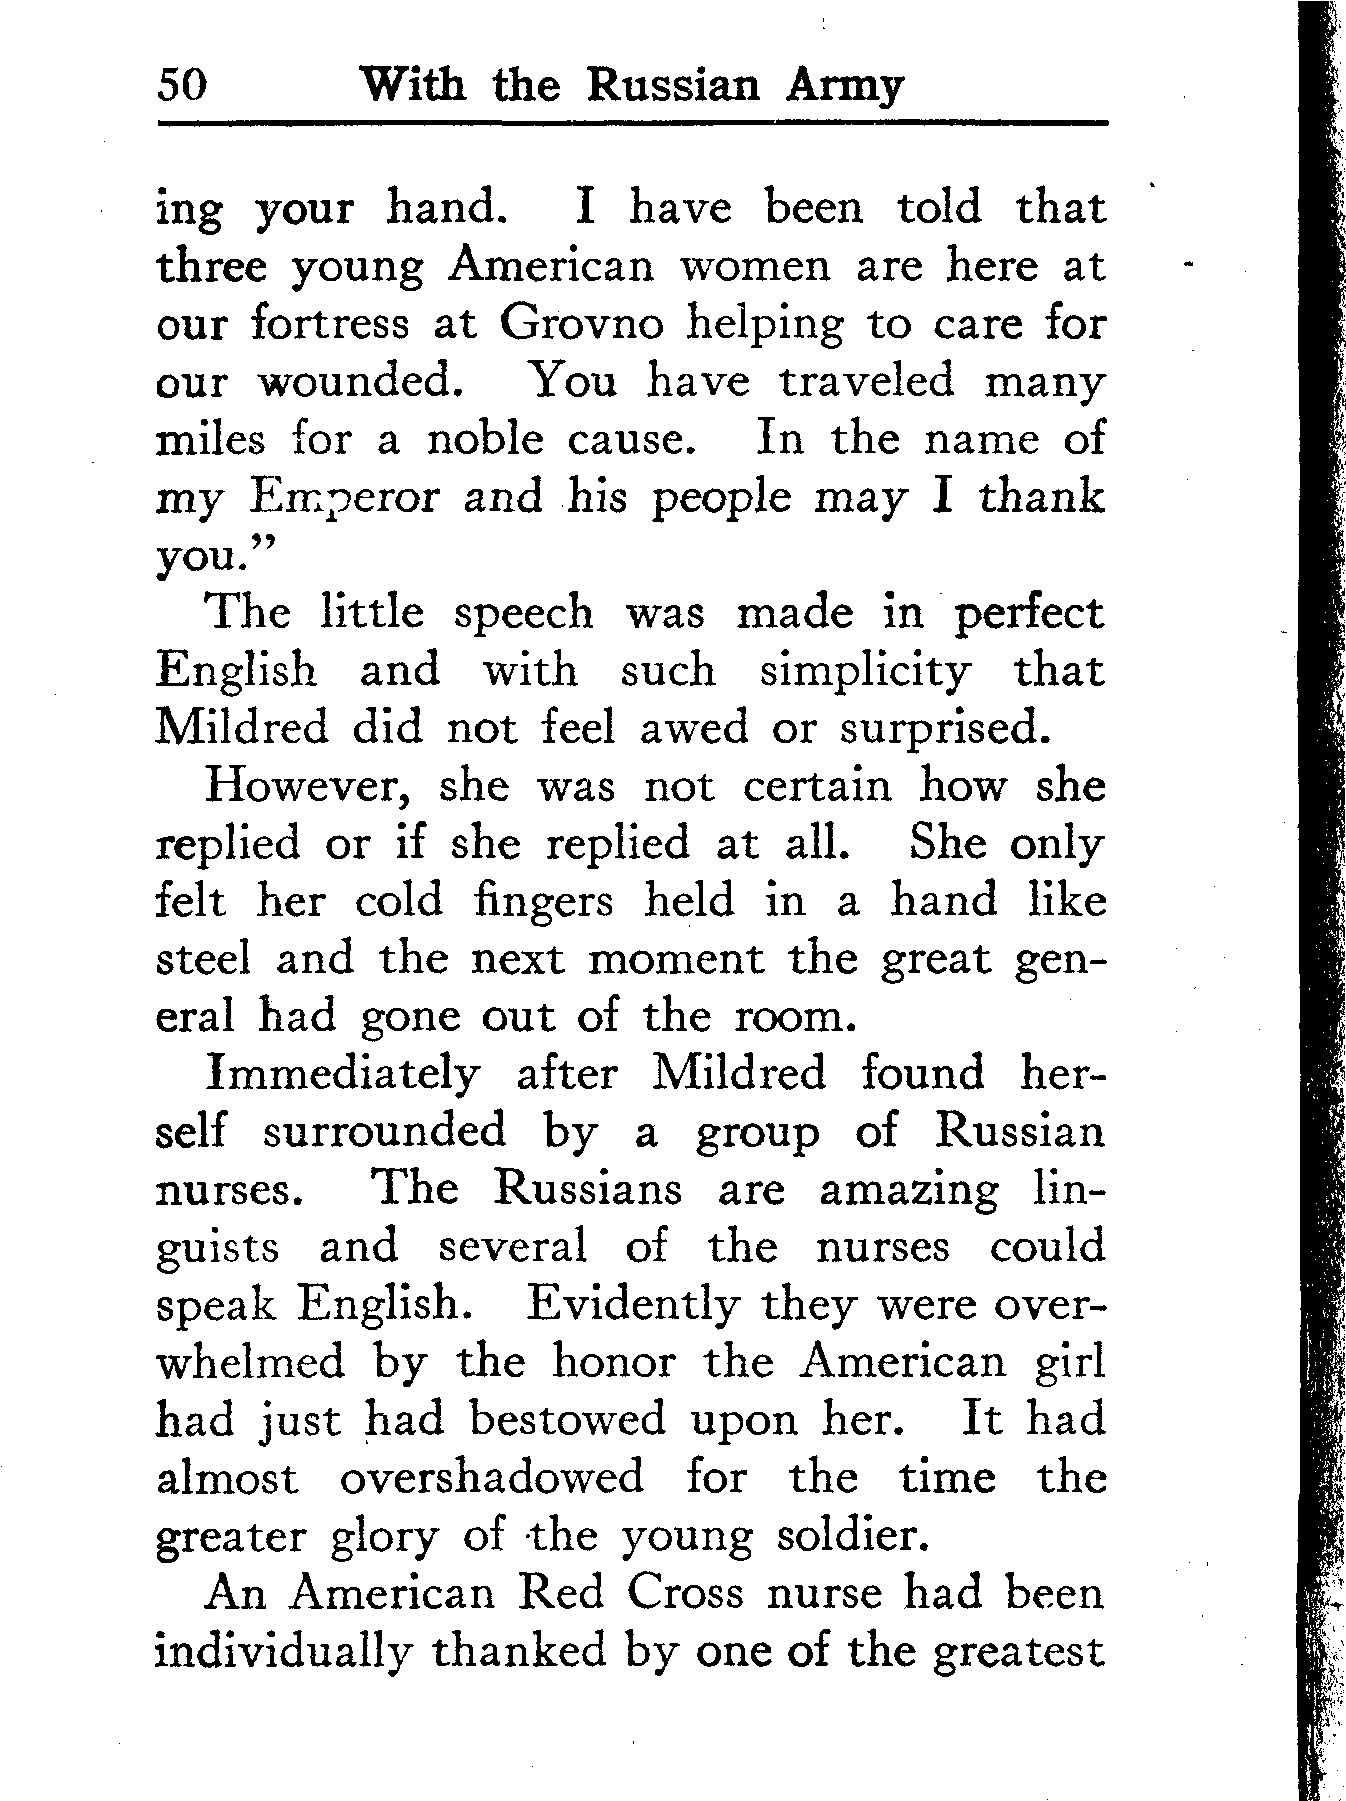 50 With the Russian Army
ing your hand. I have been told that
three young American women are here at
our fortress at Grovno helping to care for
our wounded. You have traveled many
miles for a noble cause. In the name of
my Emperor and his people may I thank
you.”
The little speech was made in perfect
English and with such simplicity that
Mildred did not feel awed or surprised.
However, she was not certain how she
replied or if she replied at all. She only
felt her cold fingers held in a hand like
steel and the next moment the great gen-
eral had gone out of the room.
Immediately after Mildred found her-
self surrounded by a group of Russian
nurses. The Russians are amazing lin-
guists and several of the nurses could
speak English. Evidently they were over-
whelmed by the honor the American girl
had just had bestowed upon her. It had
almost overshadowed for the time the
greater glory of the young soldier.
An American Red Cross nurse had been
individually thanked by one of the greatest